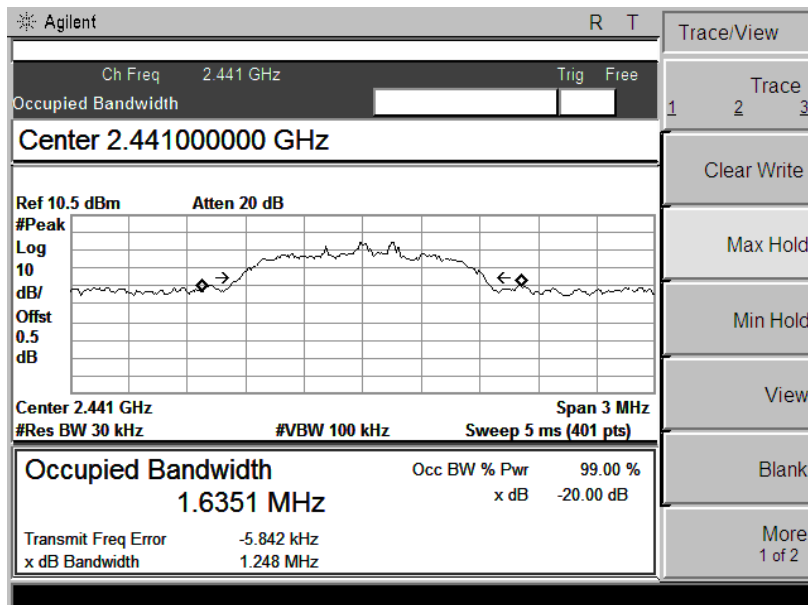 Agilent R T
Ch Freq 2.441 GHz Trig Free
Occupied Bandwidth
Center 2.441000000 GHz
Ref 10.5 dBm Atten 20 dB
#Peak
Log
10
dB/
Offst
0.5
dB
Center 2.441 GHz Span 3 MHz
#Res BW 30 kHz #VBW 100 kHz Sweep 5 ms (401 pts)
Occupied Bandwidth Occ BW % Pwr 99.00 %
1.6351 MHz x dB -20.00 dB
Transmit Freq Error -5.842 kHz
x dB Bandwidth 1.248 MHz
Trace/View
Trace
1 2 3
Clear Write
Max Hold
Min Hold
View
Blank
More
1 of 2